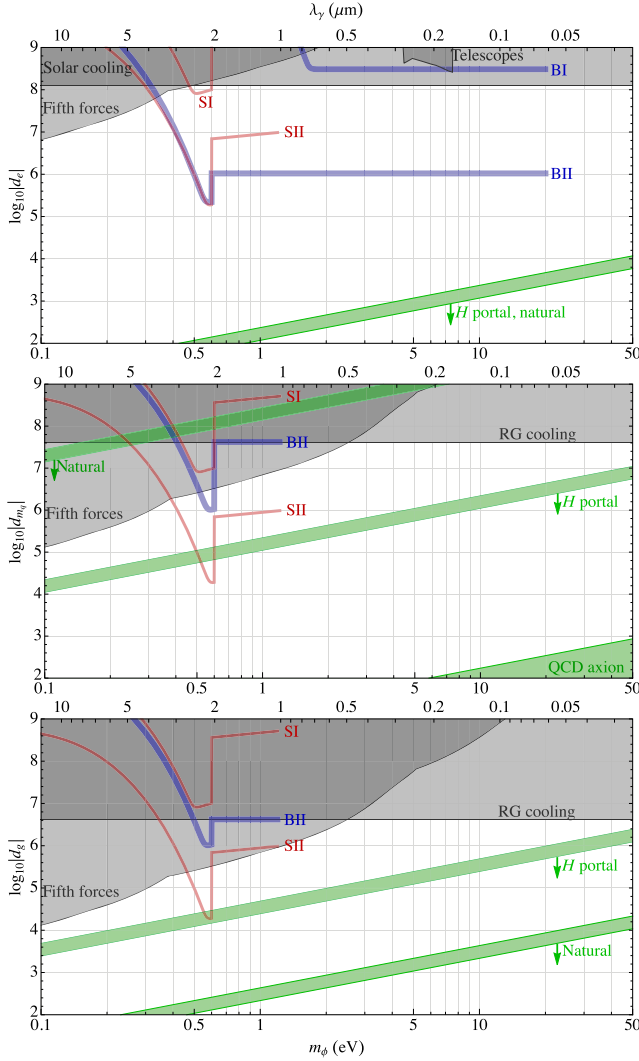 λγ (μm)
10 5 2 1 0.5 0.2 0.1 0.05
9
8
7
6
5
4
3
2
log10|de|
Solar cooling
Fifth forces
SI
SII
Telescopes
BI
BII
H portal, natural
0.1 0.5 1 5 10 50
10 5 2 1 0.5 0.2 0.1 0.05
9
8
7
6
5
4
3
2
log10|dmq|
SI
RG cooling
BII
Natural
Fifth forces
SII
H portal
QCD axion
0.1 0.5 1 5 10 50
10 5 2 1 0.5 0.2 0.1 0.05
9
8
7
6
5
4
3
2
log10|dg|
SI
RG cooling
BII
SII
H portal
Fifth forces
Natural
0.1 0.5 1 5 10 50
mϕ (eV)